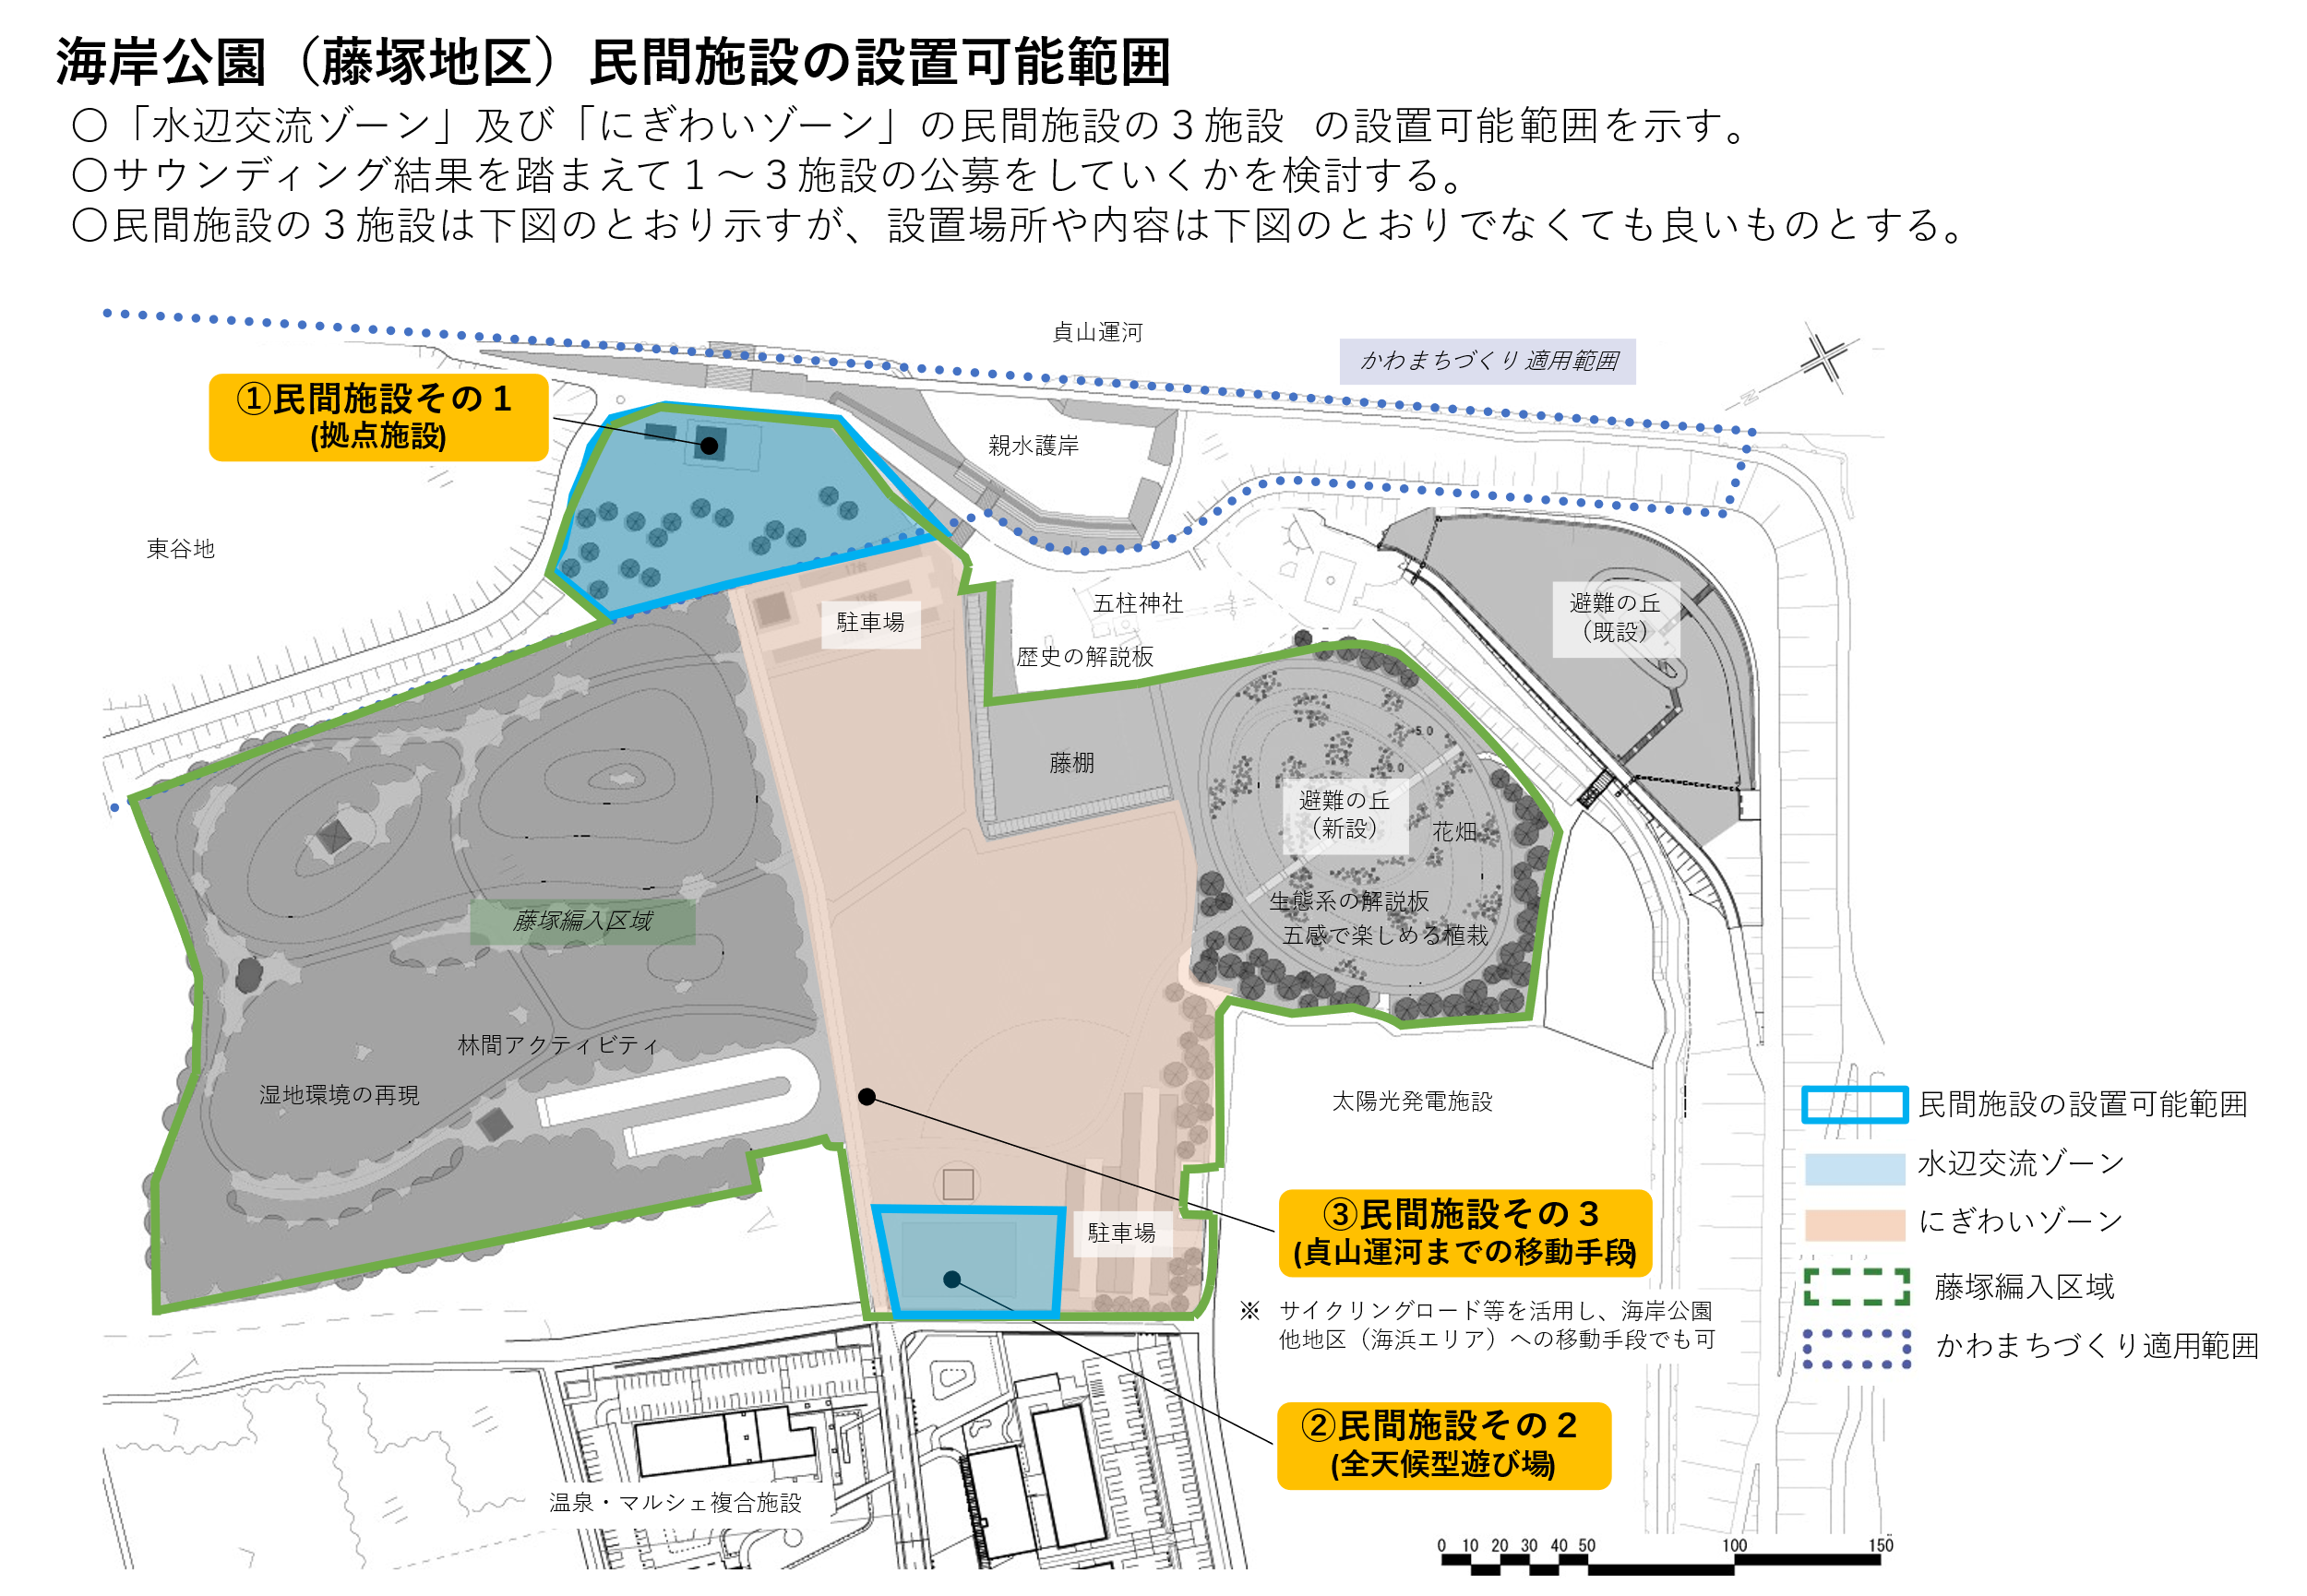 海岸公園（藤塚地区）民間施設の設置可能範囲
〇「水辺交流ゾーン」及び「にぎわいゾーン」の民間施設の３施設 の設置可能範囲を示す。
〇サウンディング結果を踏まえて１～３施設の公募をしていくかを検討する。
〇民間施設の３施設は下図のとおり示すが、設置場所や内容は下図のとおりでなくても良いものとする。
貞山運河
かわまちづくり適用範囲
①民間施設その１
(拠点施設)
親水護岸
東谷地
避難の丘
（既設）
五柱神社
駐車場
歴史の解説板
藤棚
5.0
避難の丘
（新設）
花畑
生態系の解説板
五感で楽しめる植栽
藤塚編入区域
林間アクティビティ
湿地環境の再現
太陽光発電施設
民間施設の設置可能範囲
水辺交流ゾーン
にぎわいゾーン
藤塚編入区域
かわまちづくり適用範囲
③民間施設その３
(貞山運河までの移動手段)
駐車場
※ サイクリングロード等を活用し、海岸公園
他地区（海浜エリア）への移動手段でも可
②民間施設その２
(全天候型遊び場)
温泉・マルシェ複合施設
0 10 20 30 40 50 100 150